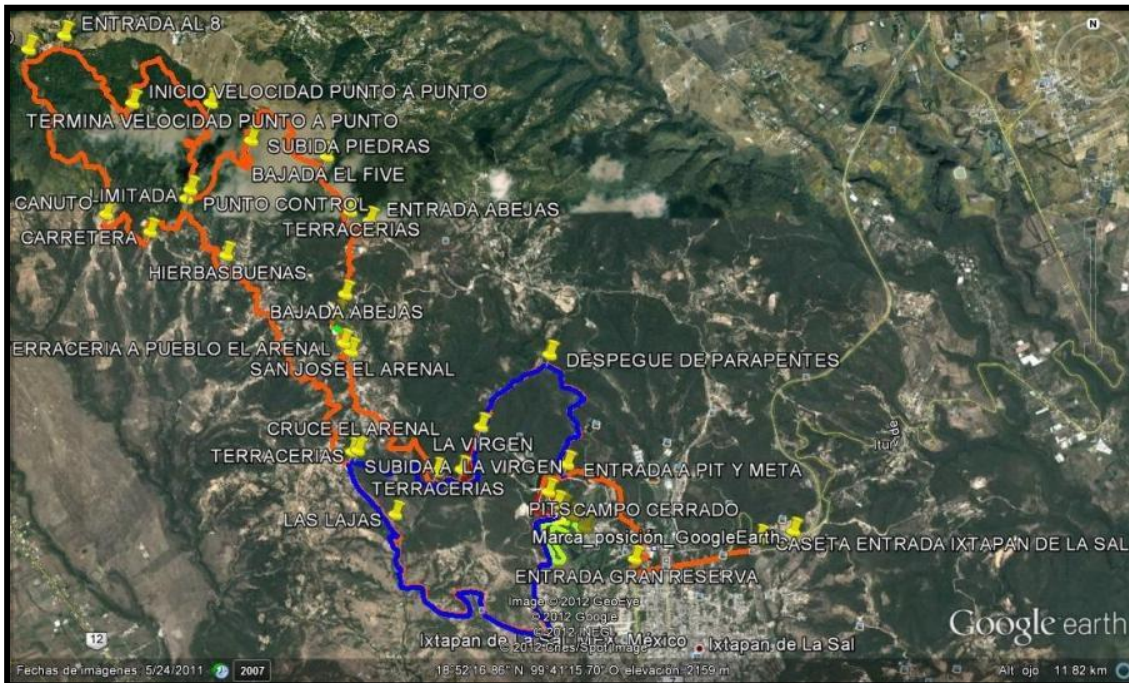 ENTRADA AL 8
INICIO VELOCIDAD PUNTO A PUNTO
TERMINA VELOCIDAD PUNTO A PUNTO
SUBIDA PIEDRAS
BAJADA EL FIVE
LIMITADA
CANUTO
PUNTO CONTROL
ENTRADA ABEJAS
TERRACERIAS
CARRETERA
HIERBASBUENAS
BAJADA ABEJAS
ERRACERIA A PUEBLO EL ARENAL
SAN JOSE EL ARENAL
DESPEGUE DE PARAPENTES
CRUCE EL ARENAL
LA VIRGEN
TERRACERIAS
SUBIDA A LA VIRGEN
ENTRADA A PIT Y META
TERRACERIAS
LAS LAJAS
PITS
CAMPO CERRADO
Marca_posición_GoogleEarth
CASETA ENTRADA IXTAPAN DE LA SAL
ENTRADA GRAN RESERVA
Image © 2012 GeoEye
© 2012 Google
© 2012 INEGI
© 2012 Cnes/Spot Image
Ixtapan de La Sal, MEX., México
Ixtapan de La Sal
Google earth
12
N
Fechas de imágenes: 5/24/2011
2007
18°52'16.86" N 99°41'15.70" O elevación: 2159 m
Alt. ojo 11.82 km